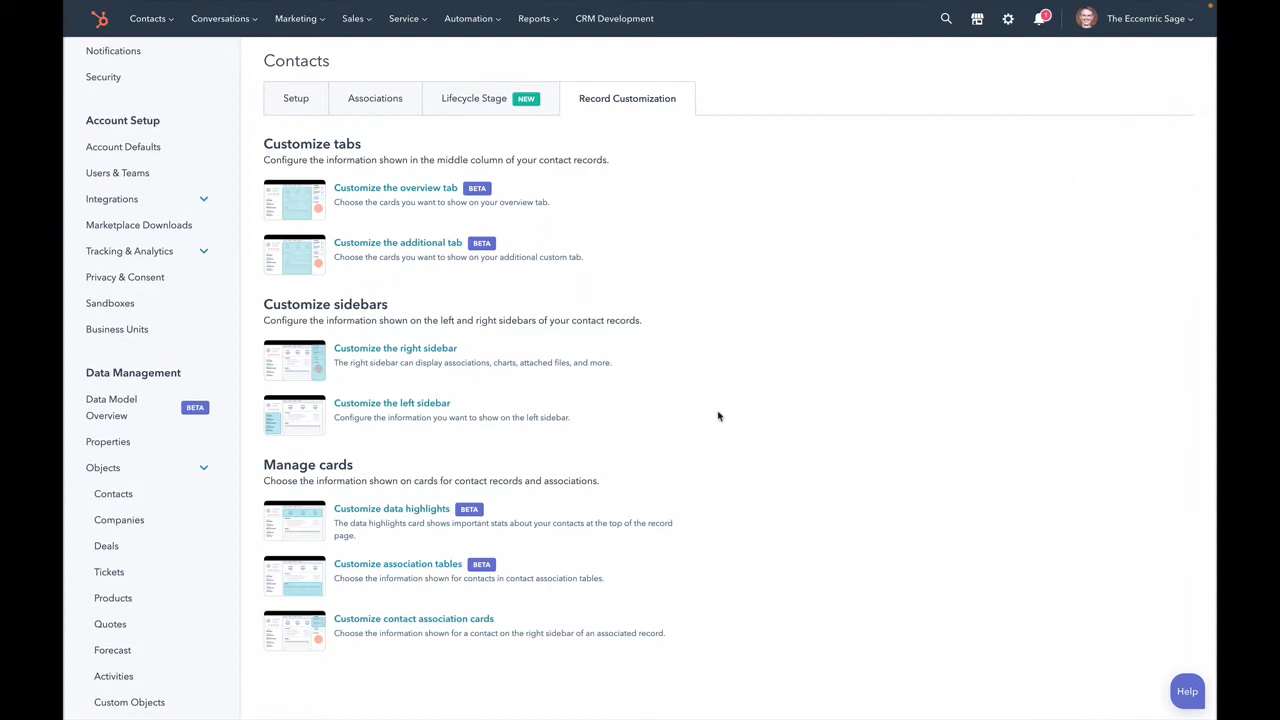 Contacts Conversations Marketing Sales Service Automation Reports CRM Development 1 The Eccentric Sage
Notifications
Security
Account Setup
Account Defaults
Users & Teams
Integrations
Marketplace Downloads
Tracking & Analytics
Privacy & Consent
Sandboxes
Business Units
Data Management
Data Model
Overview BETA
Properties
Objects
Contacts
Companies
Deals
Tickets
Products
Quotes
Forecast
Activities
Custom Objects
Contacts
Setup Associations Lifecycle Stage NEW Record Customization
Customize tabs
Configure the information shown in the middle column of your contact records.
Customize the overview tab BETA
Choose the cards you want to show on your overview tab.
Customize the additional tab BETA
Choose the cards you want to show on your additional custom tab.
Customize sidebars
Configure the information shown on the left and right sidebars of your contact records.
Customize the right sidebar
The right sidebar can display associations, charts, attached files, and more.
Customize the left sidebar
Configure the information you want to show on the left sidebar.
Manage cards
Choose the information shown on cards for contact records and associations.
Customize data highlights BETA
The data highlights card shows important stats about your contacts at the top of the record
page.
Customize association tables BETA
Choose the information shown for contacts in contact association tables.
Customize contact association cards
Choose the information shown for a contact on the right sidebar of an associated record.
Help